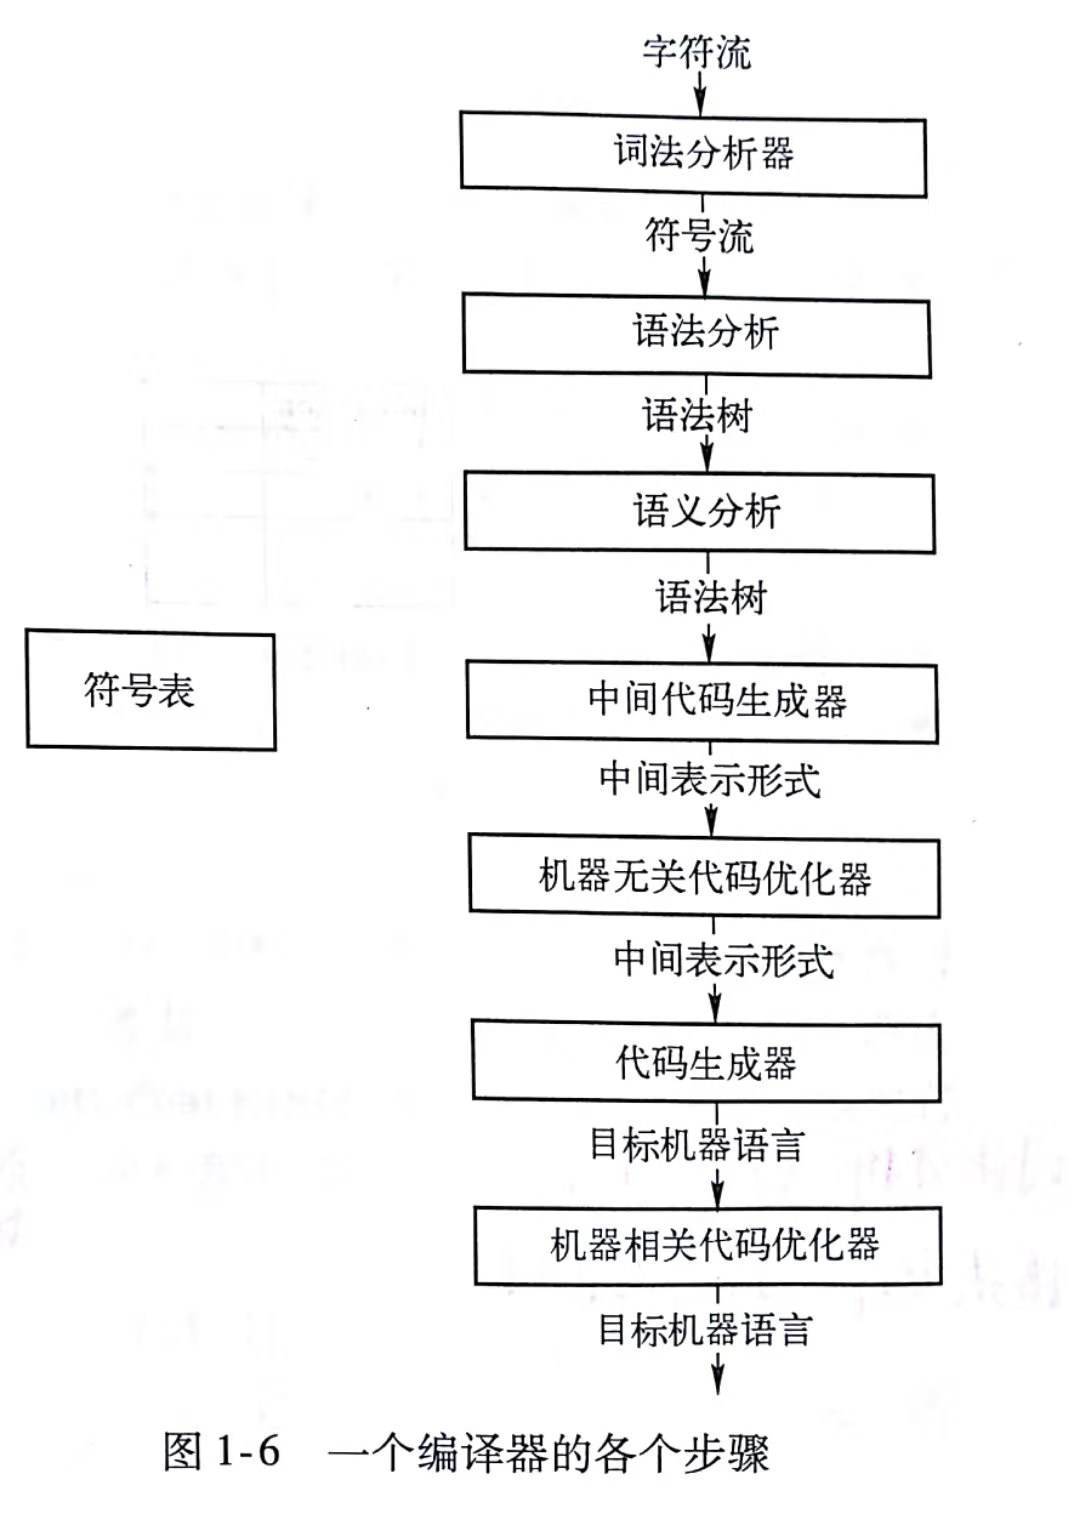 字符流
词法分析器
符号流
语法分析
语法树
语义分析
语法树
符号表
中间代码生成器
中间表示形式
机器无关代码优化器
中间表示形式
代码生成器
目标机器语言
机器相关代码优化器
目标机器语言
图 1-6 一个编译器的各个步骤